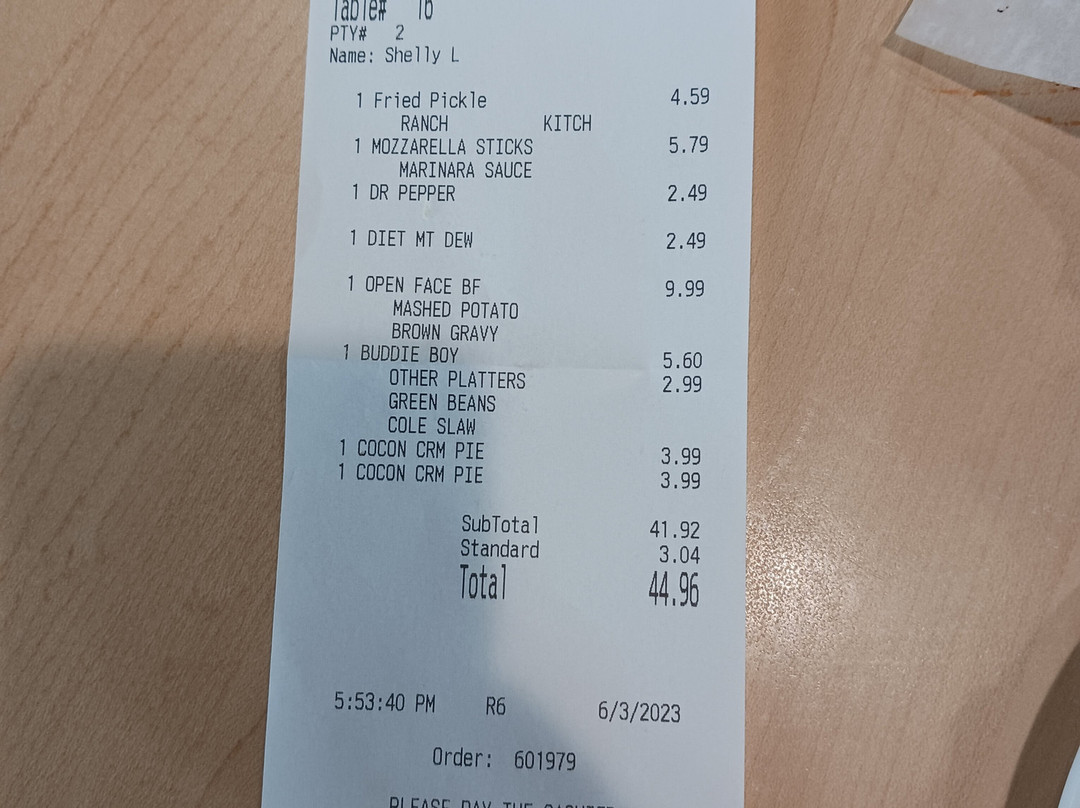 Table# 16
PTY# 2
Name: Shelly L
1 Fried Pickle 4.59
RANCH KITCH
1 MOZZARELLA STICKS 5.79
MARINARA SAUCE
1 DR PEPPER 2.49
1 DIET MT DEW 2.49
1 OPEN FACE BF 9.99
MASHED POTATO
BROWN GRAVY
1 BUDDIE BOY 5.60
OTHER PLATTERS 2.99
GREEN BEANS
COLE SLAW
1 COCON CRM PIE 3.99
1 COCON CRM PIE 3.99
SubTotal 41.92
Standard 3.04
Total 44.96
5:53:40 PM R6 6/3/2023
Order: 601979
PLEASE PAY THE CASHIER